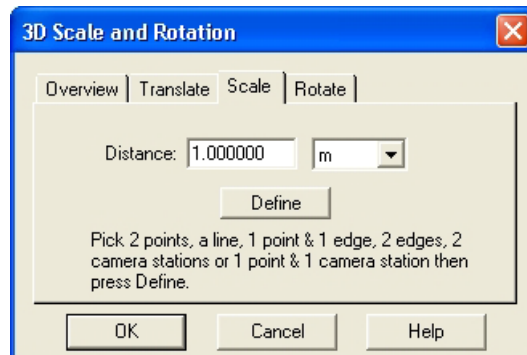 3D Scale and Rotation
Overview Translate Scale Rotate
Distance: 1.000000 m
Define
Pick 2 points, a line, 1 point & 1 edge, 2 edges, 2
camera stations or 1 point & 1 camera station then
press Define.
OK Cancel Help